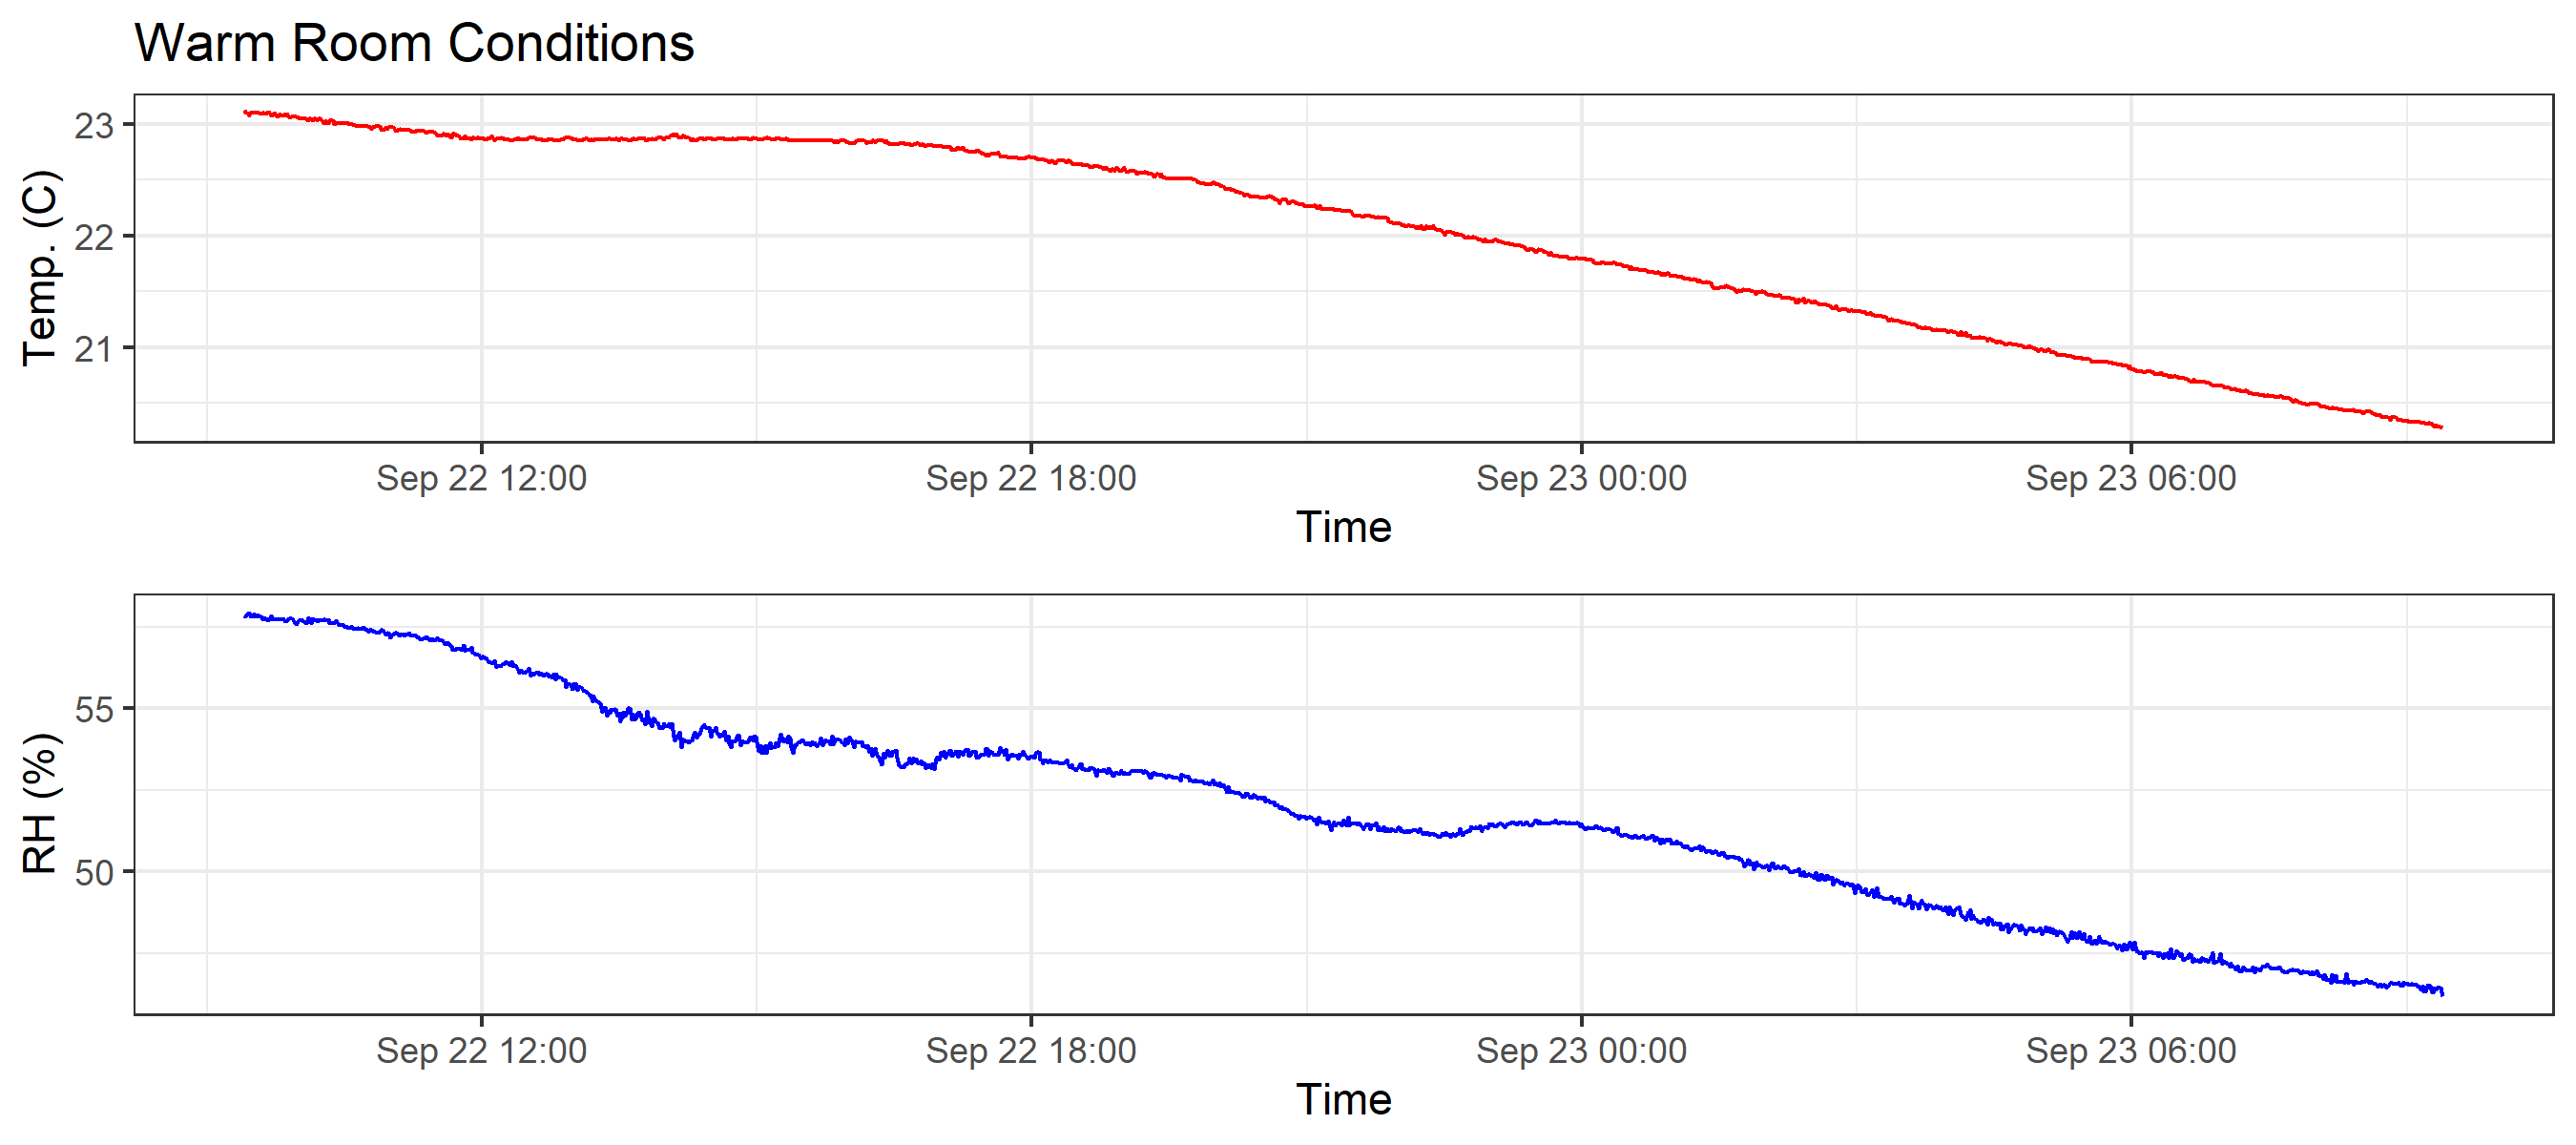 Warm Room Conditions
Temp. (C)
23
22
21
Sep 22 12:00 Sep 22 18:00 Sep 23 00:00 Sep 23 06:00
Time
RH (%)
55
50
Sep 22 12:00 Sep 22 18:00 Sep 23 00:00 Sep 23 06:00
Time